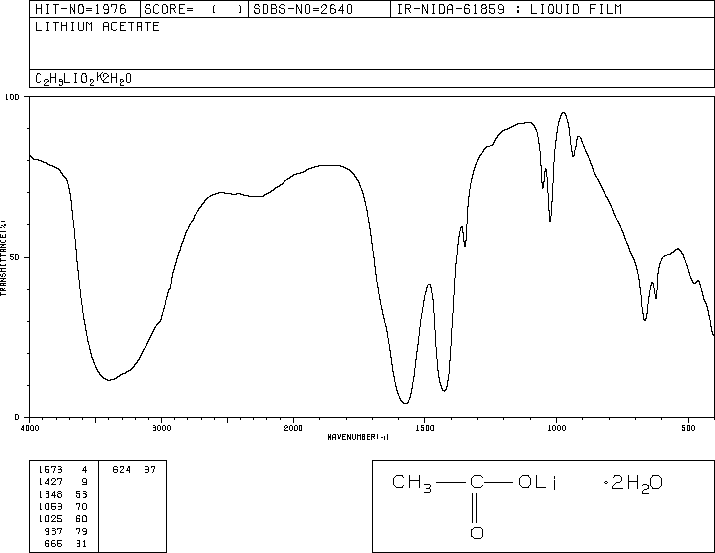 HIT-NO=1976 SCORE= ( ) SDBS-NO=2640 IR-NIDA-61859 : LIQUID FILM
LITHIUM ACETATE
C2H3LIO2 2H2O
100
50
0
TRANSMITTANCE(%)
4000 3000 2000 1500 1000 500
WAVENUMBER(-1)
1573 4 624 37
1427 9
1348 53
1053 70
1025 60
937 79
666 31
CH3—C—OLi ·2H2O
O